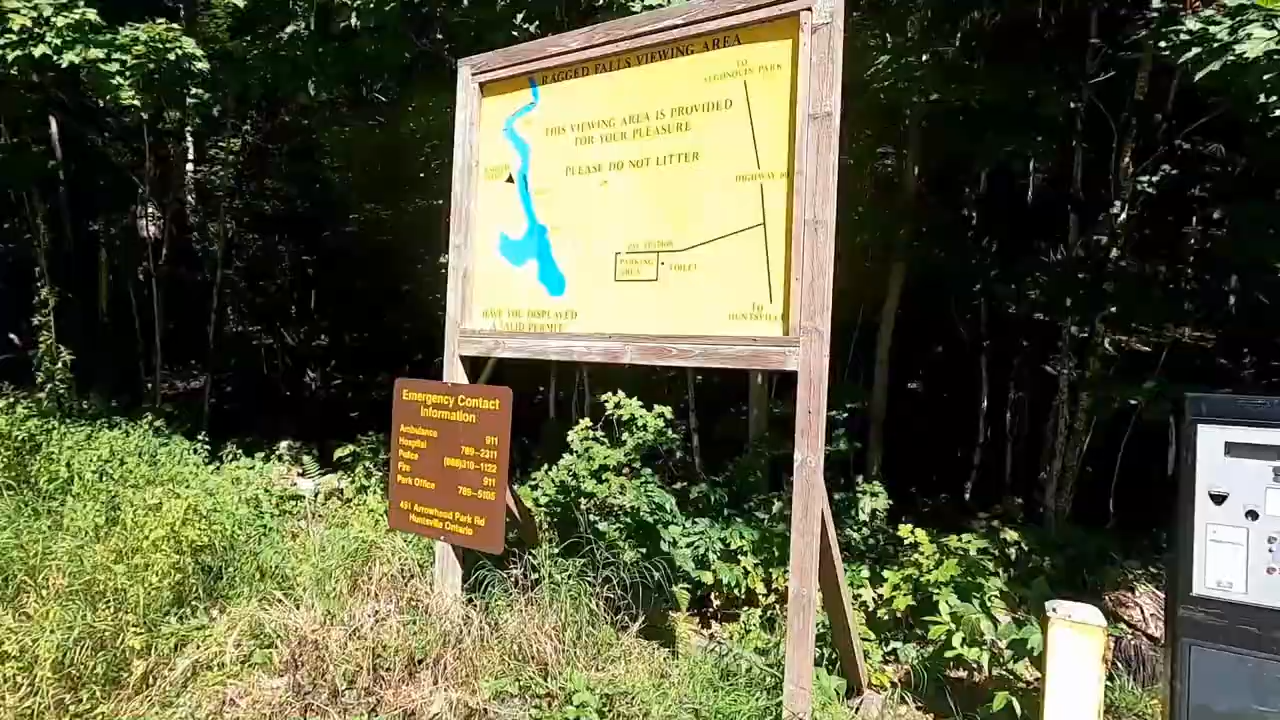 RAGGED FALLS VIEWING AREA
TO
ALGONQUIN PARK
THIS VIEWING AREA IS PROVIDED
FOR YOUR PLEASURE
PLEASE DO NOT LITTER
HIGHWAY 60
PAY STATION
PARKING
AREA
TOILET
TO
HUNTSVILLE
HAVE YOU DISPLAYED
A VALID PERMIT
Emergency Contact
Information
Ambulance 911
Hospital 789-2311
Police (888)310-1122
Fire 911
Park Office 789-5105
451 Arrowhead Park Rd
Huntsville Ontario